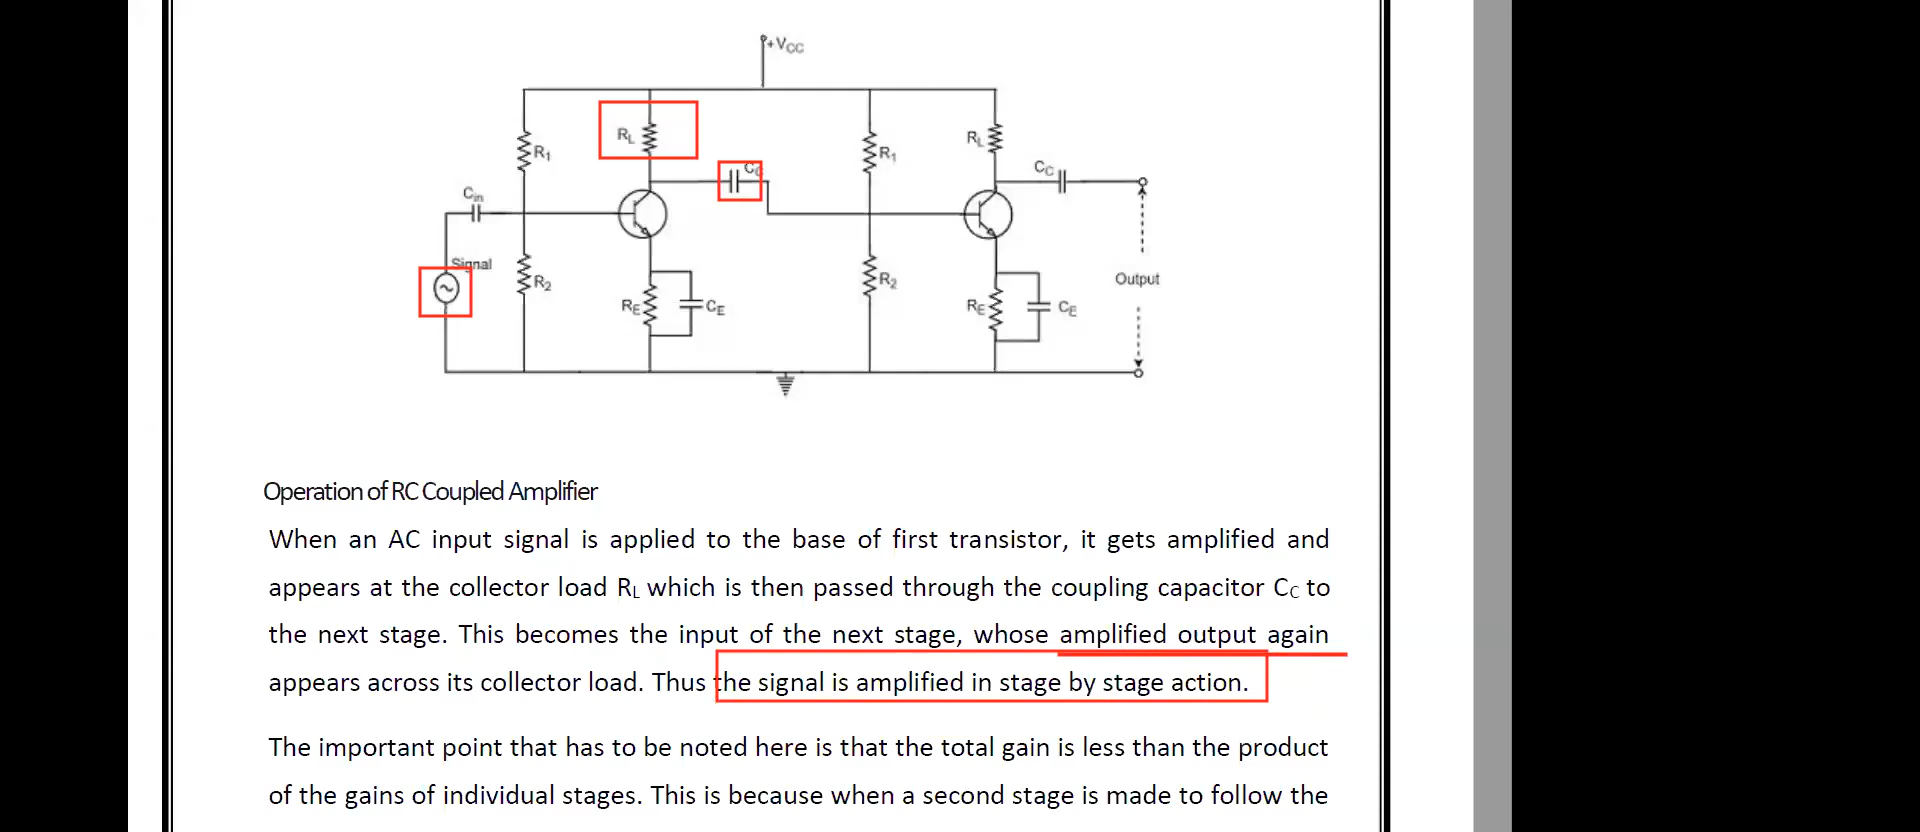 +VCC
RL
R1
CC
R1
RL
CC
Cin
Signal
R2
RE
CE
R2
RE
CE
Output
Operation of RC Coupled Amplifier
When an AC input signal is applied to the base of first transistor, it gets amplified and
appears at the collector load RL which is then passed through the coupling capacitor CC to
the next stage. This becomes the input of the next stage, whose amplified output again
appears across its collector load. Thus the signal is amplified in stage by stage action.
The important point that has to be noted here is that the total gain is less than the product
of the gains of individual stages. This is because when a second stage is made to follow the